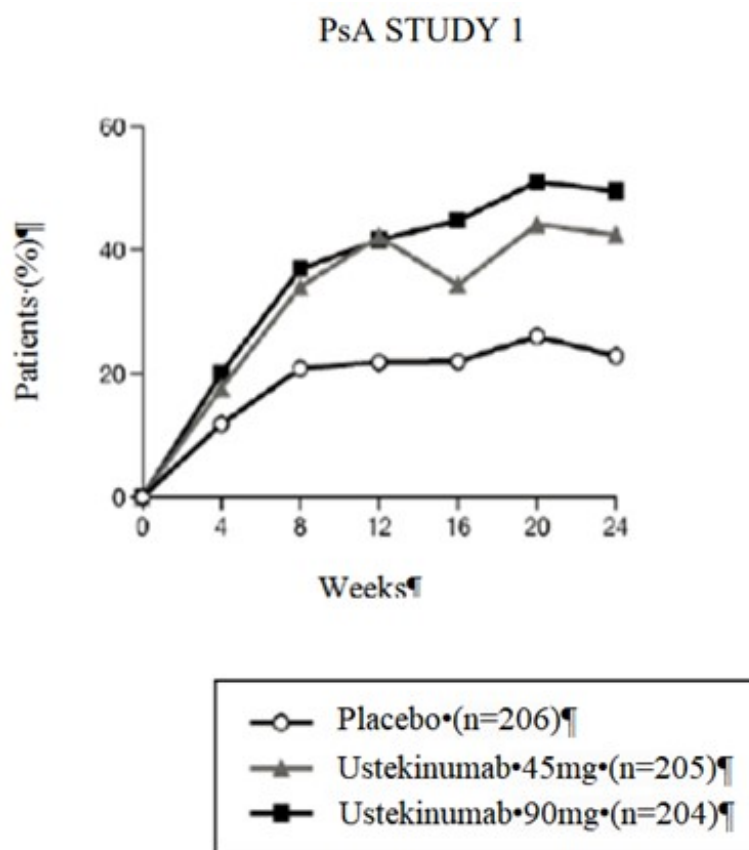 PsA STUDY 1
60
40
20
0
Patients·(%)¶
0 4 8 12 16 20 24
Weeks¶
Placebo•(n=206)¶
Ustekinumab•45mg•(n=205)¶
Ustekinumab•90mg•(n=204)¶